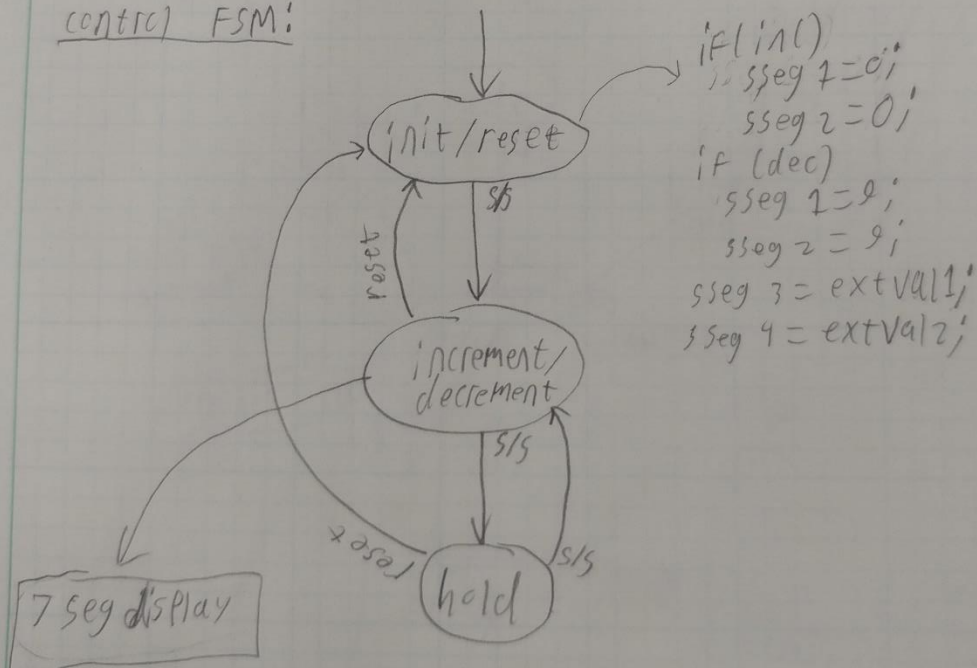 control FSM:
if(inc)
sseg 1=0;
sseg 2=0;
if (dec)
sseg 1=9;
sseg 2=9;
sseg 3=extval1;
sseg 4=extval2;
init/reset
s/s
reset
increment/
decrement
s/s
reset
s/s
hold
7 seg display